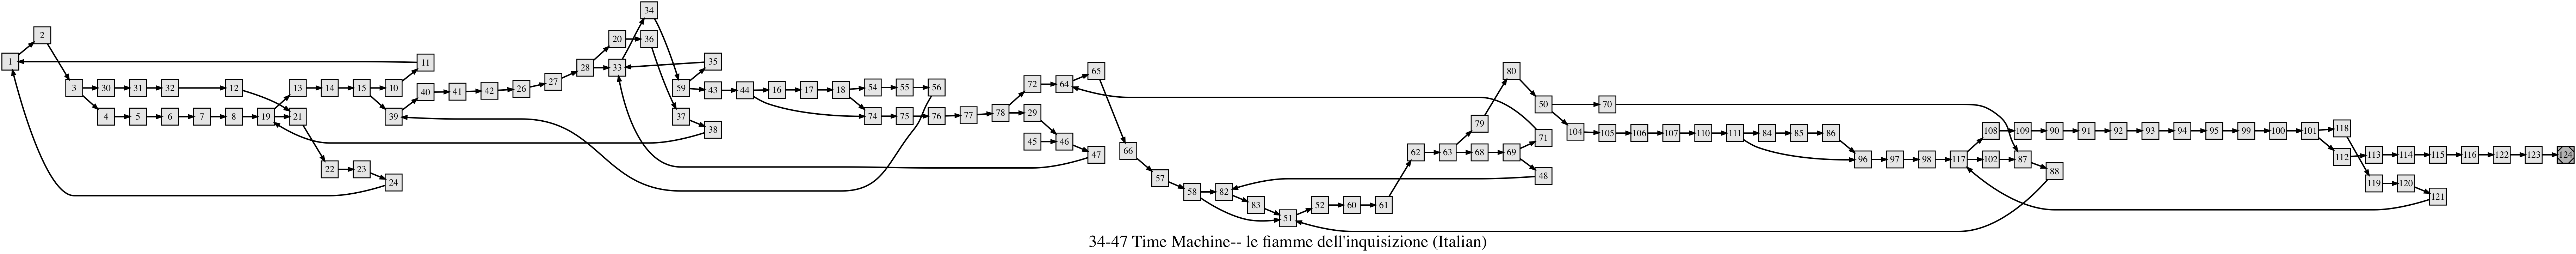 34
2
20 36
80
1 11 35 65
3 30 31 32 12 13 14 15 10 40 41 42 26 27 28 33 59 43 44 16 17 18 54 55 56 72 64
4 5 6 7 8 19 21 39 37 74 75 76 77 78 29 79 50 70
38 45 46 71 104 105 106 107 110 111 84 85 86 108 109 90 91 92 93 94 95 99 100 101 118
22 23 47 66 62 63 68 69 96 97 98 117 102 87 112 113 114 115 116 122 123 124
24 57 48 88
58 82 119 120
83 52 60 61 121
51
34-47 Time Machine-- le fiamme dell'inquisizione (Italian)